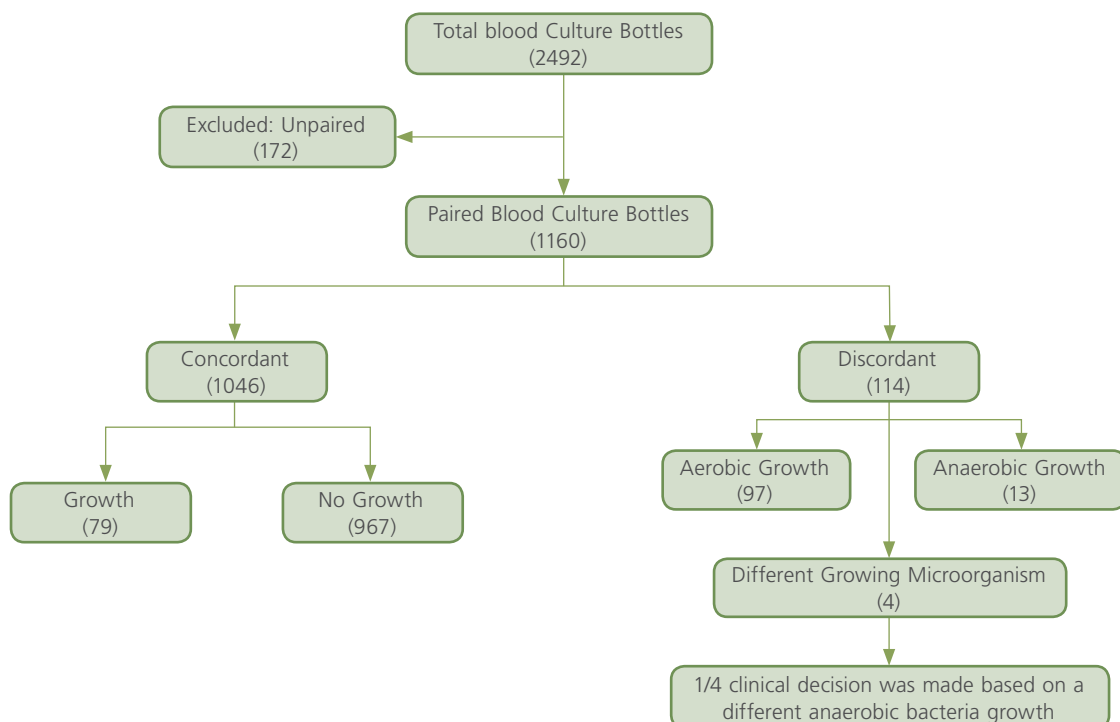 Total blood Culture Bottles
(2492)
Excluded: Unpaired
(172)
Paired Blood Culture Bottles
(1160)
Concordant
(1046)
Discordant
(114)
Growth
(79)
No Growth
(967)
Aerobic Growth
(97)
Anaerobic Growth
(13)
Different Growing Microorganism
(4)
1/4 clinical decision was made based on a
different anaerobic bacteria growth